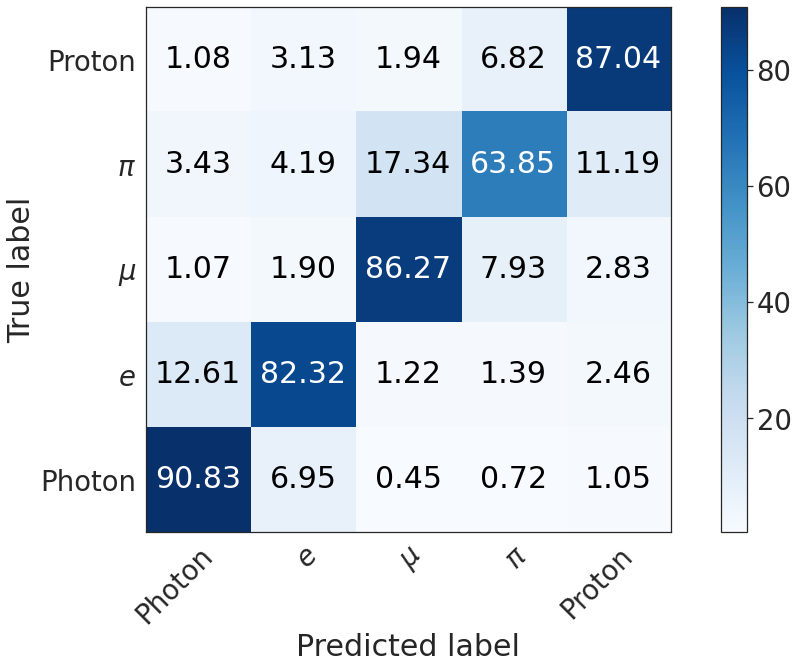 Proton 1.08 3.13 1.94 6.82 87.04
π 3.43 4.19 17.34 63.85 11.19
μ 1.07 1.90 86.27 7.93 2.83
e 12.61 82.32 1.22 1.39 2.46
Photon 90.83 6.95 0.45 0.72 1.05
Photon e μ π Proton
Predicted label
True label
80
60
40
20